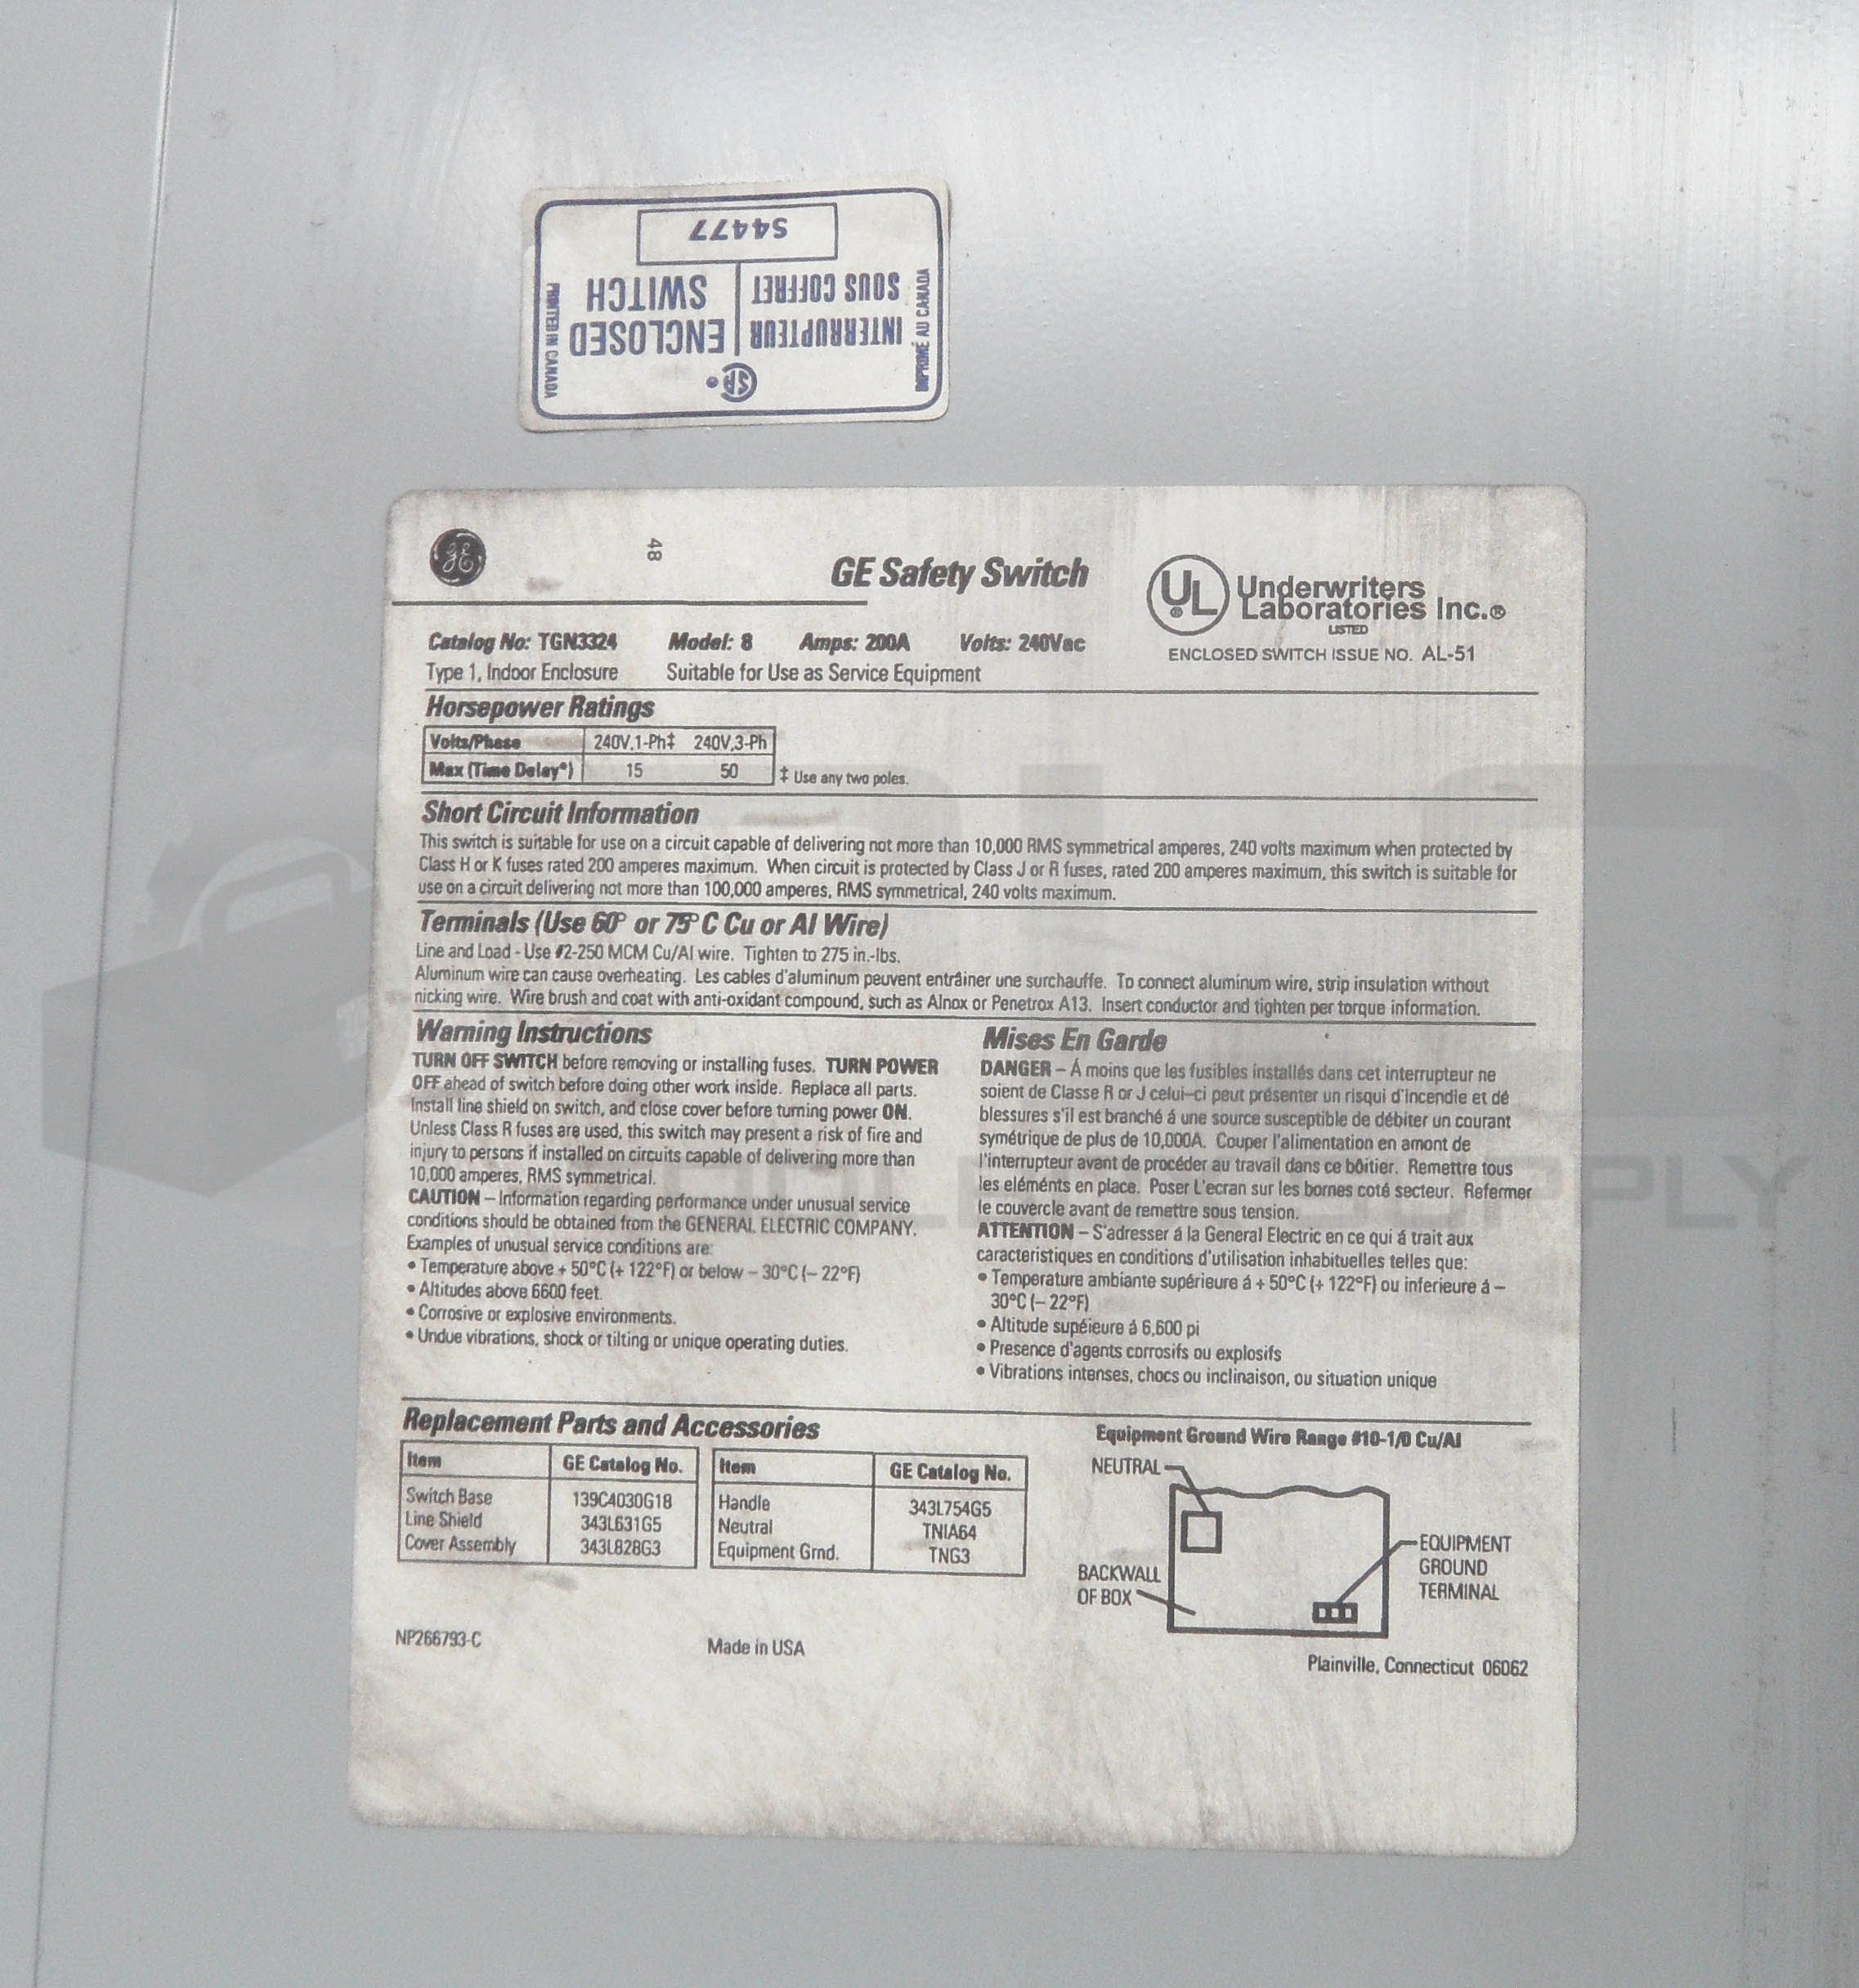 S4477
ENCLOSED SWITCH
INTERRUPTEUR SOUS COFFRET
PRINTED IN CANADA
IMPRIMÉ AU CANADA
GE
48
GE Safety Switch
UL Underwriters
Laboratories Inc.®
LISTED
ENCLOSED SWITCH ISSUE NO. AL-51
Catalog No: TGN3324 Model: 8 Amps: 200A Volts: 240Vac
Type 1, Indoor Enclosure Suitable for Use as Service Equipment
Horsepower Ratings
Volts/Phase 240V,1-Ph‡ 240V,3-Ph
Max (Time Delay*) 15 50 ‡ Use any two poles.
Short Circuit Information
This switch is suitable for use on a circuit capable of delivering not more than 10,000 RMS symmetrical amperes, 240 volts maximum when protected by
Class H or K fuses rated 200 amperes maximum. When circuit is protected by Class J or R fuses, rated 200 amperes maximum, this switch is suitable for
use on a circuit delivering not more than 100,000 amperes, RMS symmetrical, 240 volts maximum.
Terminals (Use 60° or 75° C Cu or Al Wire)
Line and Load - Use #2-250 MCM Cu/Al wire. Tighten to 275 in.-lbs.
Aluminum wire can cause overheating. Les cables d'aluminum peuvent entrâiner une surchauffe. To connect aluminum wire, strip insulation without
nicking wire. Wire brush and coat with anti-oxidant compound, such as Alnox or Penetrox A13. Insert conductor and tighten per torque information.
Warning Instructions
TURN OFF SWITCH before removing or installing fuses. TURN POWER
OFF ahead of switch before doing other work inside. Replace all parts.
Install line shield on switch, and close cover before turning power ON.
Unless Class R fuses are used, this switch may present a risk of fire and
injury to persons if installed on circuits capable of delivering more than
10,000 amperes, RMS symmetrical.
CAUTION – Information regarding performance under unusual service
conditions should be obtained from the GENERAL ELECTRIC COMPANY.
Examples of unusual service conditions are:
• Temperature above + 50°C (+ 122°F) or below – 30°C (– 22°F)
• Altitudes above 6600 feet.
• Corrosive or explosive environments.
• Undue vibrations, shock or tilting or unique operating duties.
Mises En Garde
DANGER – Á moins que les fusibles installés dans cet interrupteur ne
soient de Classe R or J celui-ci peut présenter un risqui d'incendie et dé
blessures s'il est branché á une source susceptible de débiter un courant
symétrique de plus de 10,000A. Couper l'alimentation en amont de
l'interrupteur avant de procéder au travail dans ce bôitier. Remettre tous
les eléménts en place. Poser L'ecran sur les bornes coté secteur. Refermer
le couvercle avant de remettre sous tension.
ATTENTION – S'adresser á la General Electric en ce qui á trait aux
caracteristiques en conditions d'utilisation inhabituelles telles que:
• Temperature ambiante supérieure á + 50°C (+ 122°F) ou inferieure á –
30°C (– 22°F)
• Altitude supéieure á 6,600 pi
• Presence d'agents corrosifs ou explosifs
• Vibrations intenses, chocs ou inclinaison, ou situation unique
Replacement Parts and Accessories
Item GE Catalog No. Item GE Catalog No.
Switch Base 139C4030G18 Handle 343L754G5
Line Shield 343L631G5 Neutral TNIA64
Cover Assembly 343L828G3 Equipment Grnd. TNG3
Equipment Ground Wire Range #10-1/0 Cu/Al
NEUTRAL
BACKWALL
OF BOX
EQUIPMENT
GROUND
TERMINAL
NP266793-C
Made in USA
Plainville, Connecticut 06062